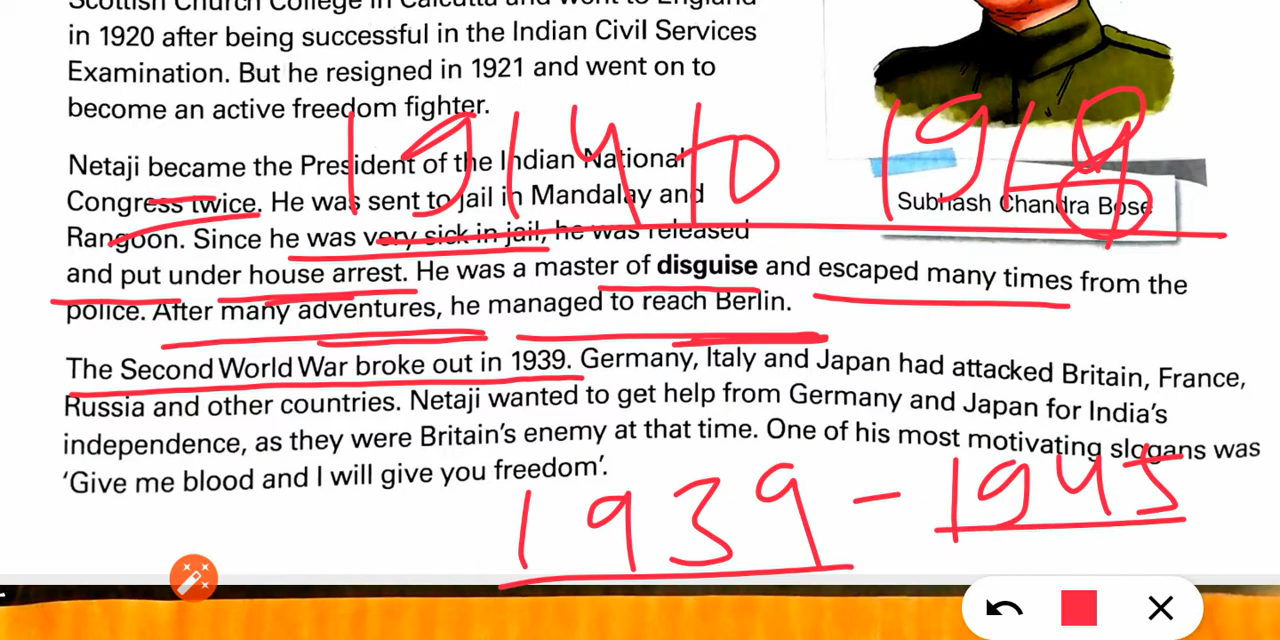 Scottish Church College in Calcutta and went to England
in 1920 after being successful in the Indian Civil Services
Examination. But he resigned in 1921 and went on to
become an active freedom fighter.
Netaji became the President of the Indian National
Congress twice. He was sent to jail in Mandalay and
Rangoon. Since he was very sick in jail, he was released
and put under house arrest. He was a master of disguise and escaped many times from the
police. After many adventures, he managed to reach Berlin.
1914 to 1918
Subhash Chandra Bose
The Second World War broke out in 1939. Germany, Italy and Japan had attacked Britain, France,
Russia and other countries. Netaji wanted to get help from Germany and Japan for India's
independence, as they were Britain's enemy at that time. One of his most motivating slogans was
'Give me blood and I will give you freedom'.
1939 - 1945